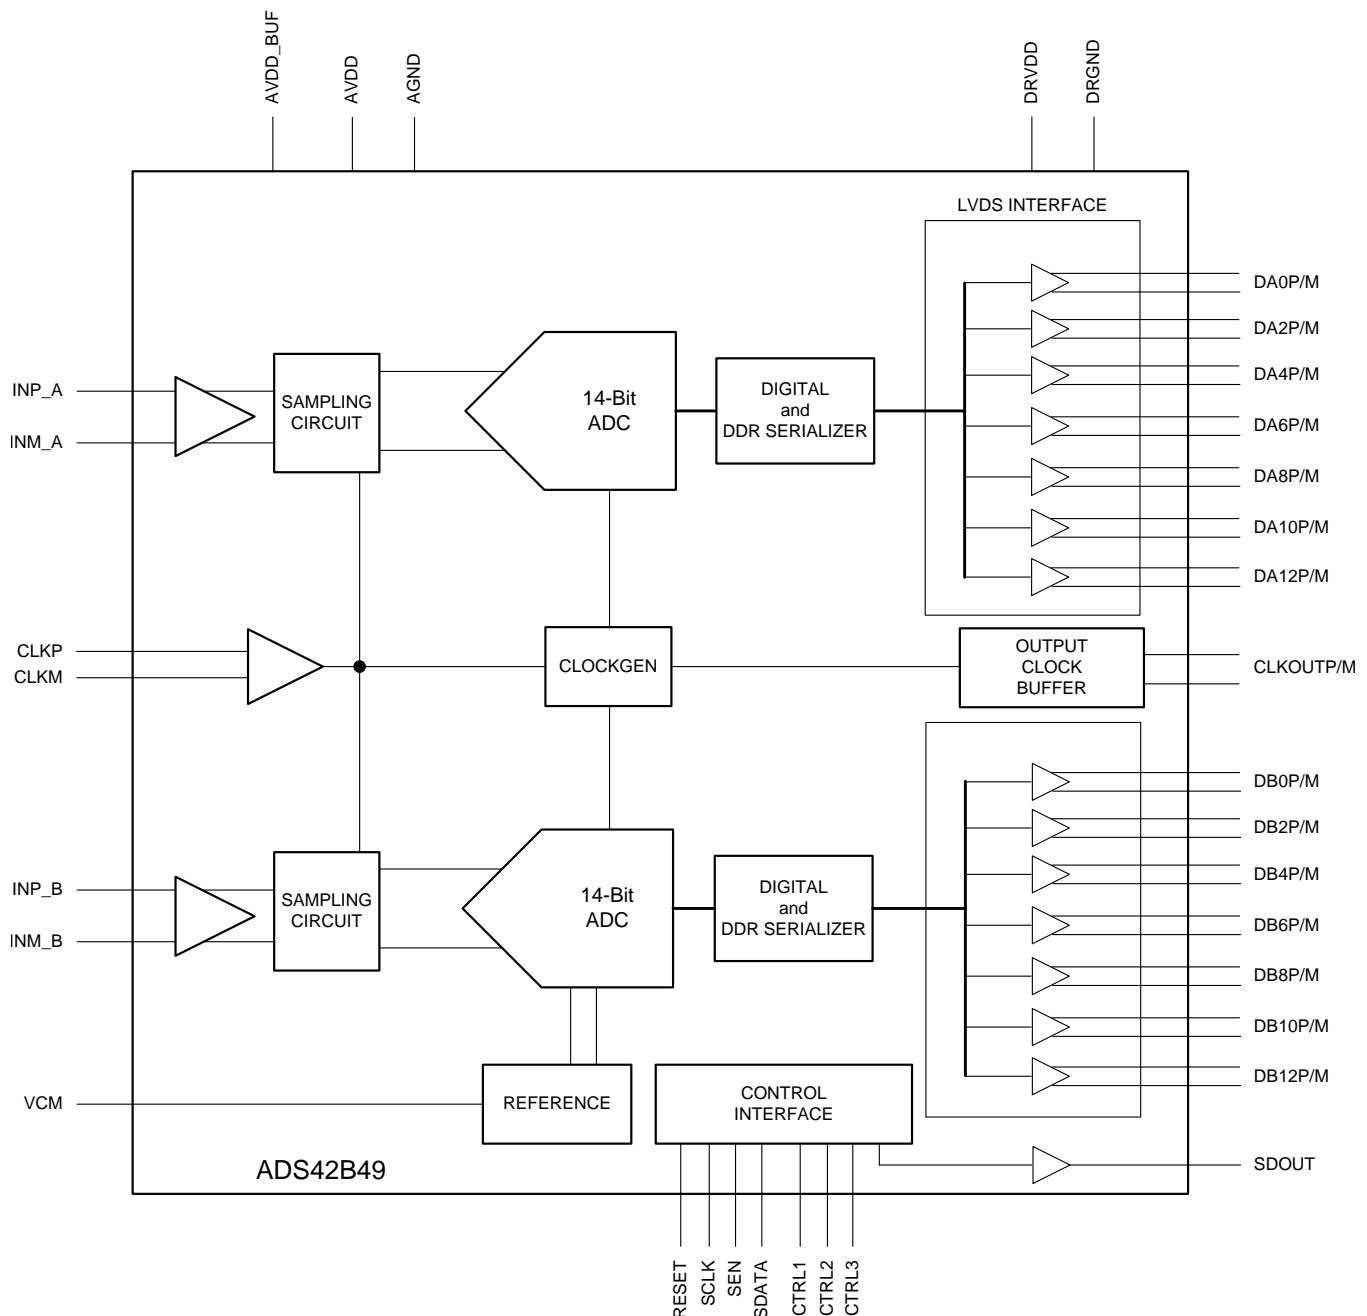 AVDD_BUF
AVDD
AGND
DRVDD
DRGND
LVDS INTERFACE
INP_A
INM_A
SAMPLING
CIRCUIT
14-Bit
ADC
DIGITAL
and
DDR SERIALIZER
DA0P/M
DA2P/M
DA4P/M
DA6P/M
DA8P/M
DA10P/M
DA12P/M
CLKP
CLKM
CLOCKGEN
OUTPUT
CLOCK
BUFFER
CLKOUTP/M
INP_B
INM_B
SAMPLING
CIRCUIT
14-Bit
ADC
DIGITAL
and
DDR SERIALIZER
DB0P/M
DB2P/M
DB4P/M
DB6P/M
DB8P/M
DB10P/M
DB12P/M
VCM
REFERENCE
CONTROL
INTERFACE
SDOUT
ADS42B49
RESET
SCLK
SEN
SDATA
CTRL1
CTRL2
CTRL3